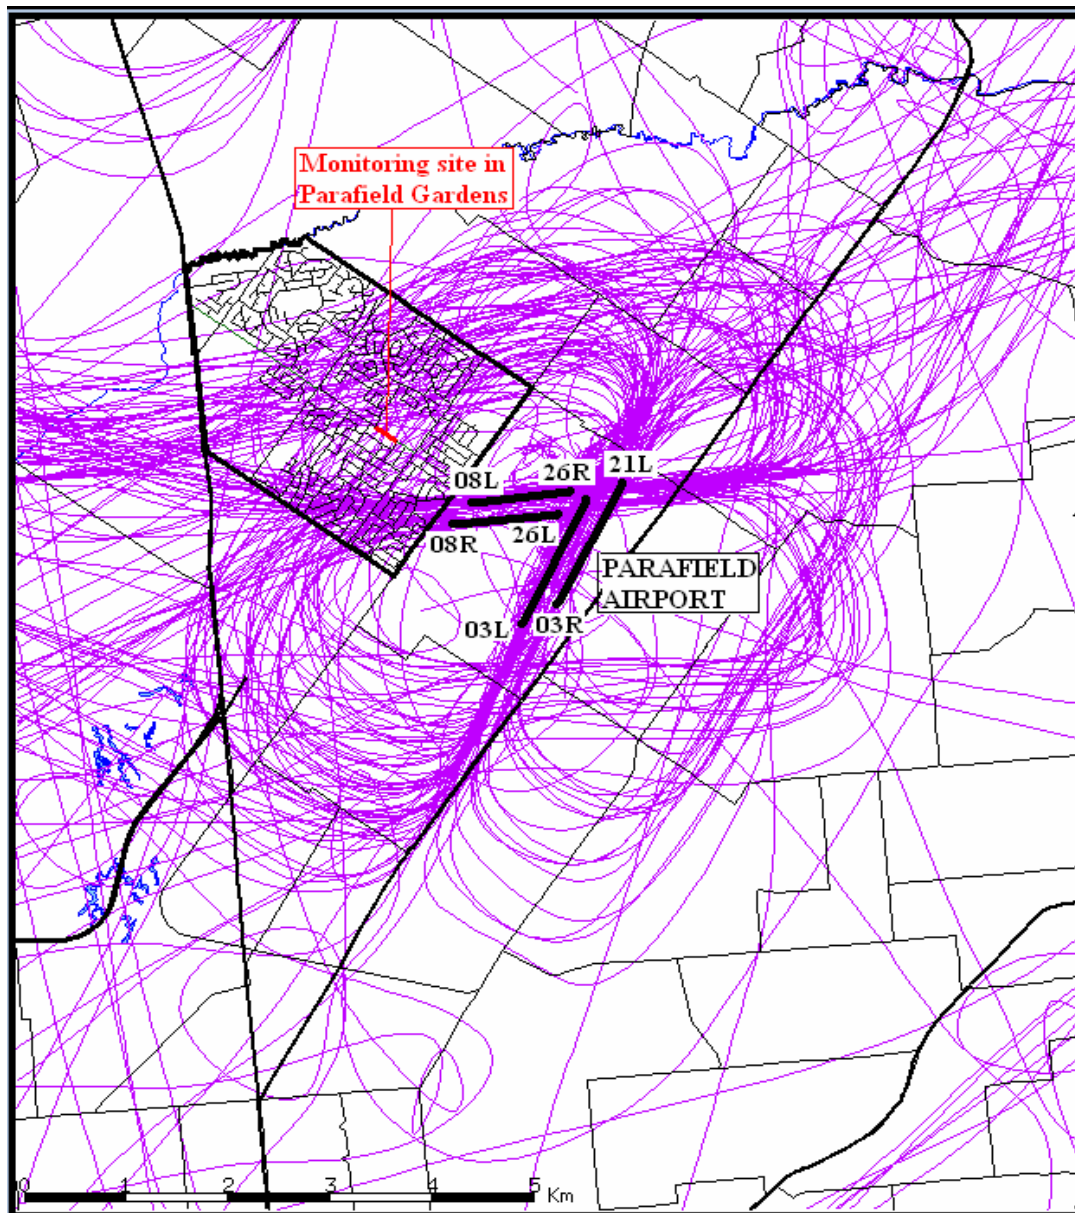 Monitoring site in
Parafield Gardens
08L
26R
21L
08R
26L
PARAFIELD
AIRPORT
03L
03R
0 1 2 3 4 5 Km